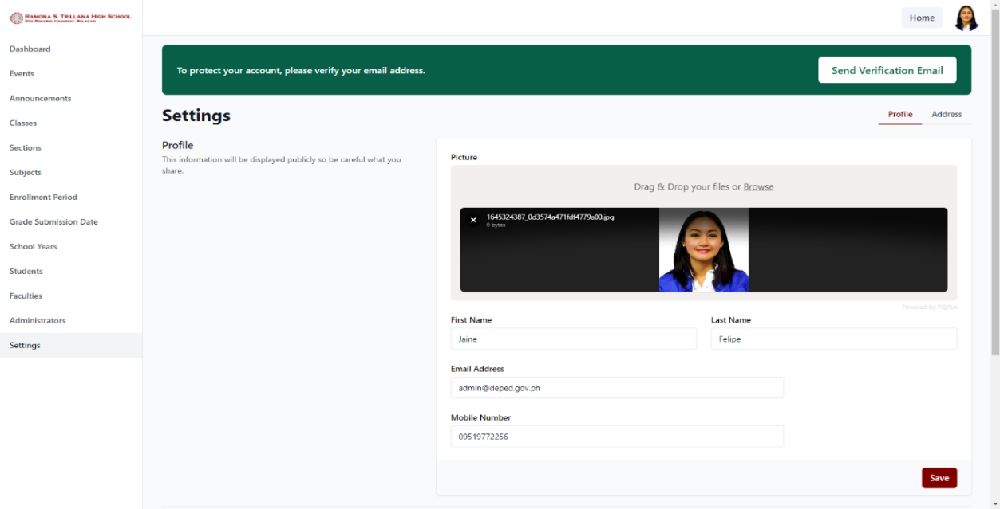 RAMONA S. TRILLANA HIGH SCHOOL
STO. ROSARIO, HAGONOY, BULACAN
Home
Dashboard
Events
Announcements
Classes
Sections
Subjects
Enrollment Period
Grade Submission Date
School Years
Students
Faculties
Administrators
Settings
To protect your account, please verify your email address.
Send Verification Email
Settings
Profile
Address
Profile
This information will be displayed publicly so be careful what you
share.
Picture
Drag & Drop your files or Browse
1645324387_0d3574a471fdf4779a00.jpg
0 bytes
Powered by PQINA
First Name
Last Name
Jaine
Felipe
Email Address
admin@deped.gov.ph
Mobile Number
09519772256
Save